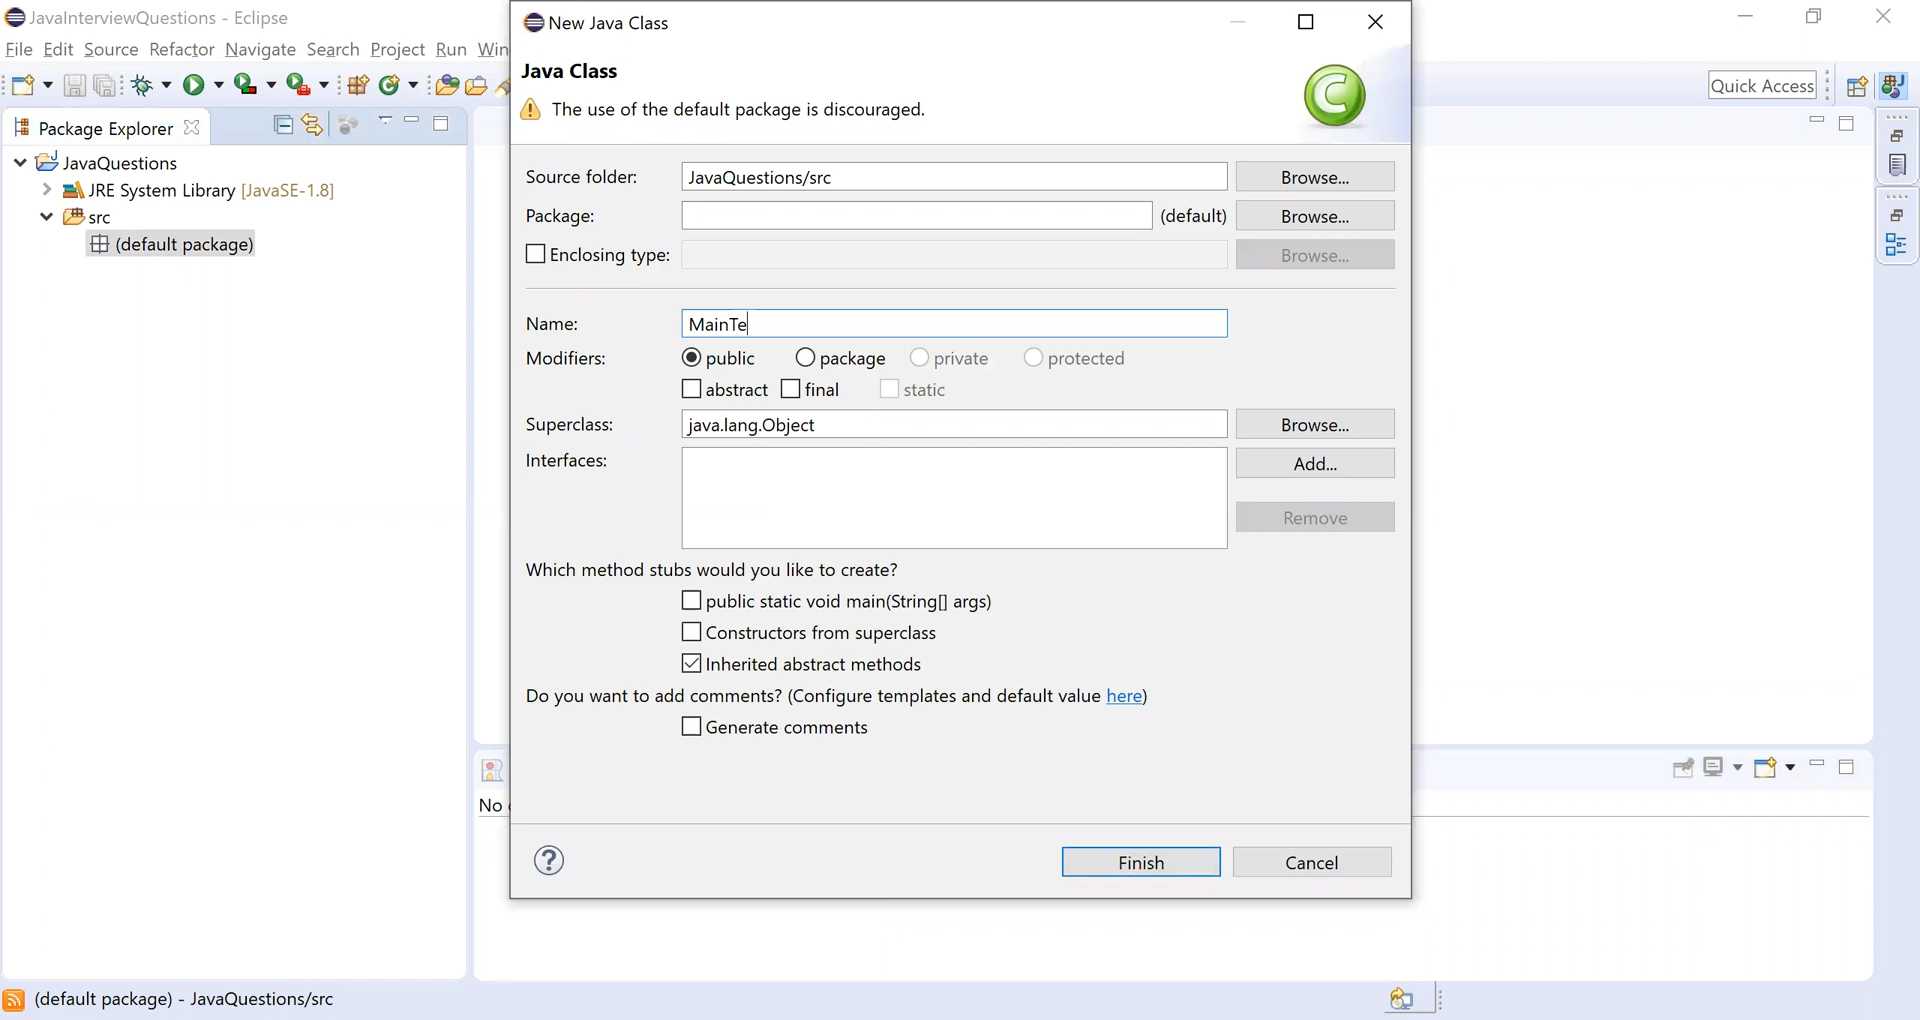 JavaInterviewQuestions - Eclipse
File Edit Source Refactor Navigate Search Project Run Win
Quick Access
Package Explorer
JavaQuestions
JRE System Library [JavaSE-1.8]
src
(default package)
New Java Class
Java Class
The use of the default package is discouraged.
Source folder: JavaQuestions/src Browse...
Package: (default) Browse...
Enclosing type: Browse...
Name: MainTe
Modifiers: public package private protected
abstract final static
Superclass: java.lang.Object Browse...
Interfaces: Add...
Remove
Which method stubs would you like to create?
public static void main(String[] args)
Constructors from superclass
Inherited abstract methods
Do you want to add comments? (Configure templates and default value here)
Generate comments
No
Finish Cancel
(default package) - JavaQuestions/src